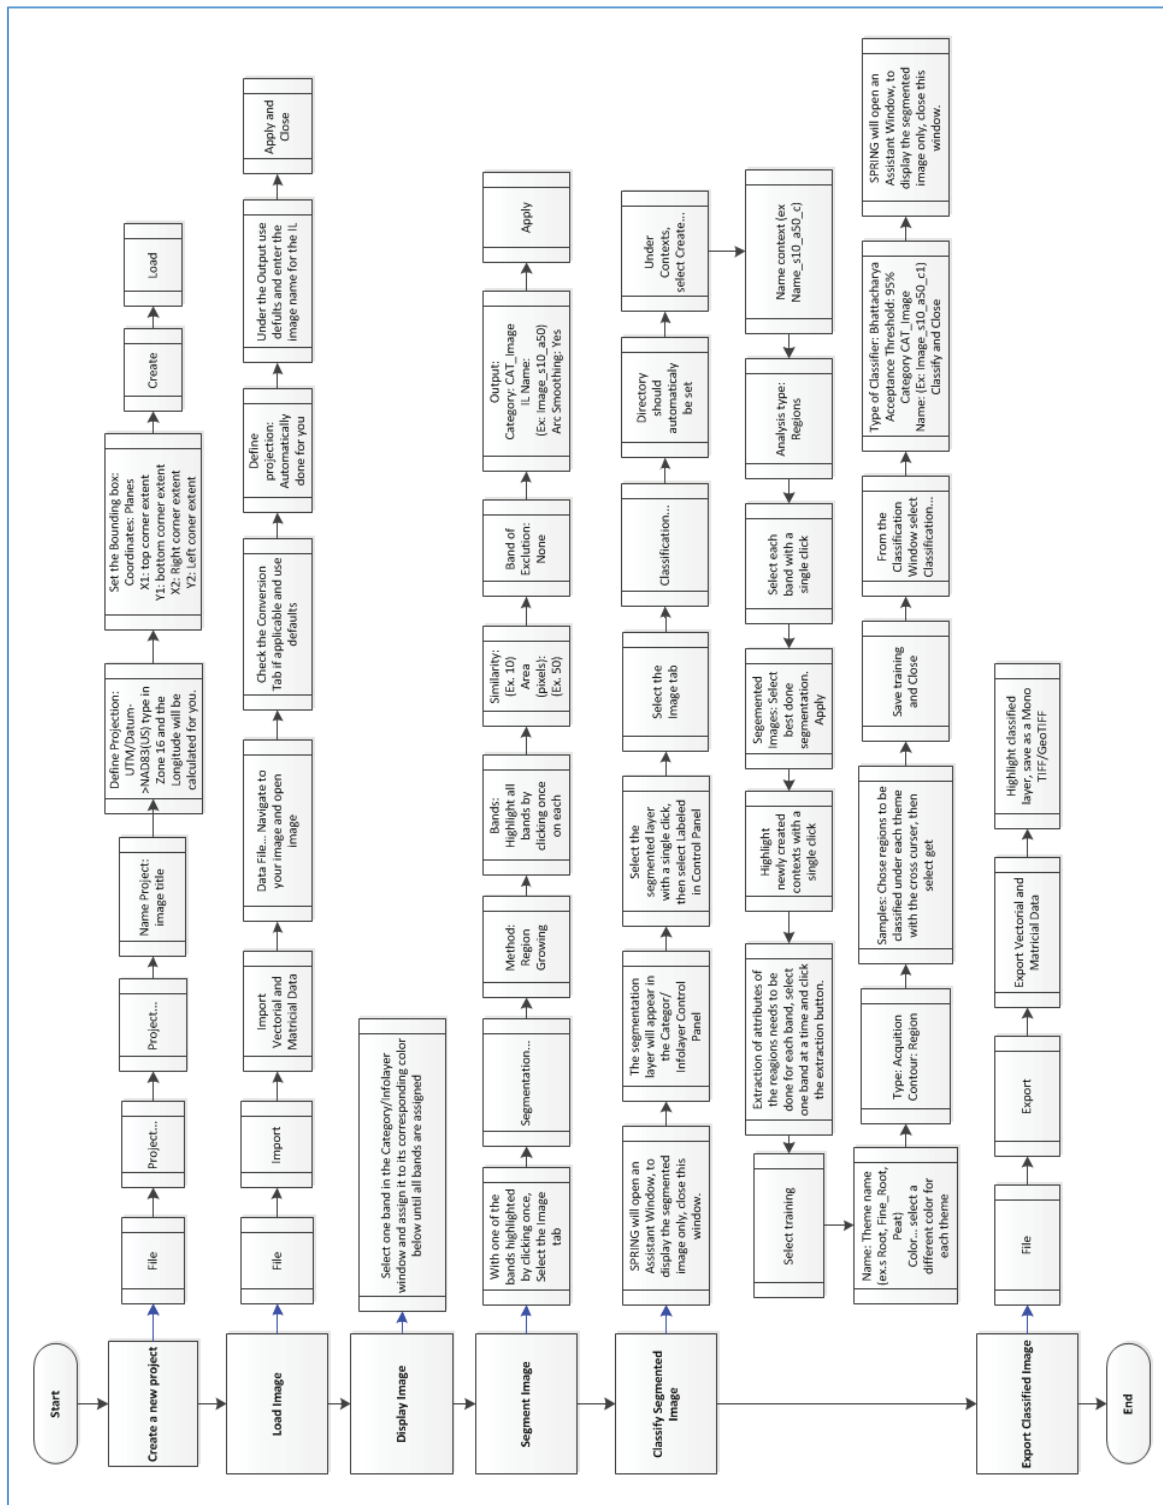 Start
Create a new project
File
Project...
Project...
Name Project:
image title
Define Projection:
UTM/Datum-
>NAD83(US) type in
Zone 16 and the
Longitude will be
calculated for you.
Set the Bounding box:
Coordinates: Planes
X1: top corner extent
Y1: bottom corner extent
X2: Right corner extent
Y2: Left coner extent
Create
Load
Load Image
File
Import
Import
Vectorial and
Matricial Data
Data File... Navigate to
your image and open
image
Check the Conversion
Tab if applicable and use
defaults
Define
projection:
Automatically
done for you
Under the Output use
defults and enter the
image name for the IL
Apply and
Close
Display Image
Select one band in the Category/Infolayer
window and assign it to its corresponding color
below until all bands are assigned
Segment Image
With one of the
bands highlighted
by clicking once,
Select the Image
tab
Segmentation...
Method:
Region
Growing
Bands:
Highlight all
bands by
clicking once
on each
Similarity:
(Ex. 10)
Area
(pixels):
(Ex. 50)
Band of
Exclution:
None
Output:
Category: CAT_Image
IL Name:
(Ex: Image_s10_a50)
Arc Smoothing: Yes
Apply
Classify Segmented
Image
SPRING will open an
Assistant Window, to
display the segmented
image only, close this
window.
The segmentation
layer will appear in
the Categor/
Infolayer Control
Panel
Select the
segmented layer
with a single click,
then select Labeled
in Control Panel
Select the
Image tab
Classification...
Directory
should
automaticaly
be set
Under
Contexts,
select Create...
Name context (ex
Name_s10_a50_c)
Analysis type:
Regions
Select each
band with a
single click
Segemented
Images: Select
best done
segmentation.
Apply
Highlight
newly created
contexts with a
single click
Extraction of attributes of
the reagions needs to be
done for each band, select
one band at a time and click
the extraction button.
Select training
Name: Theme name
(ex.s Root, Fine_Root,
Peat)
Color... select a
different color for
each theme
Type: Acquition
Contour: Region
Samples: Chose regions to be
classified under each theme
with the cross curser, then
select get
Save training
and Close
From the
Classification
Window select
Classification...
Type of Classifier: Bhattacharya
Acceptance Threshold: 95%
Category CAT_Image
Name: (Ex: Image_s10_a50_c1)
Classify and Close
SPRING will open an
Assistant Window, to
display the segmented
image only, close this
window.
Export Classified Image
File
Export
Export Vectorial and
Matricial Data
Highlight classified
layer, save as a Mono
TIFF/GeoTIFF
End